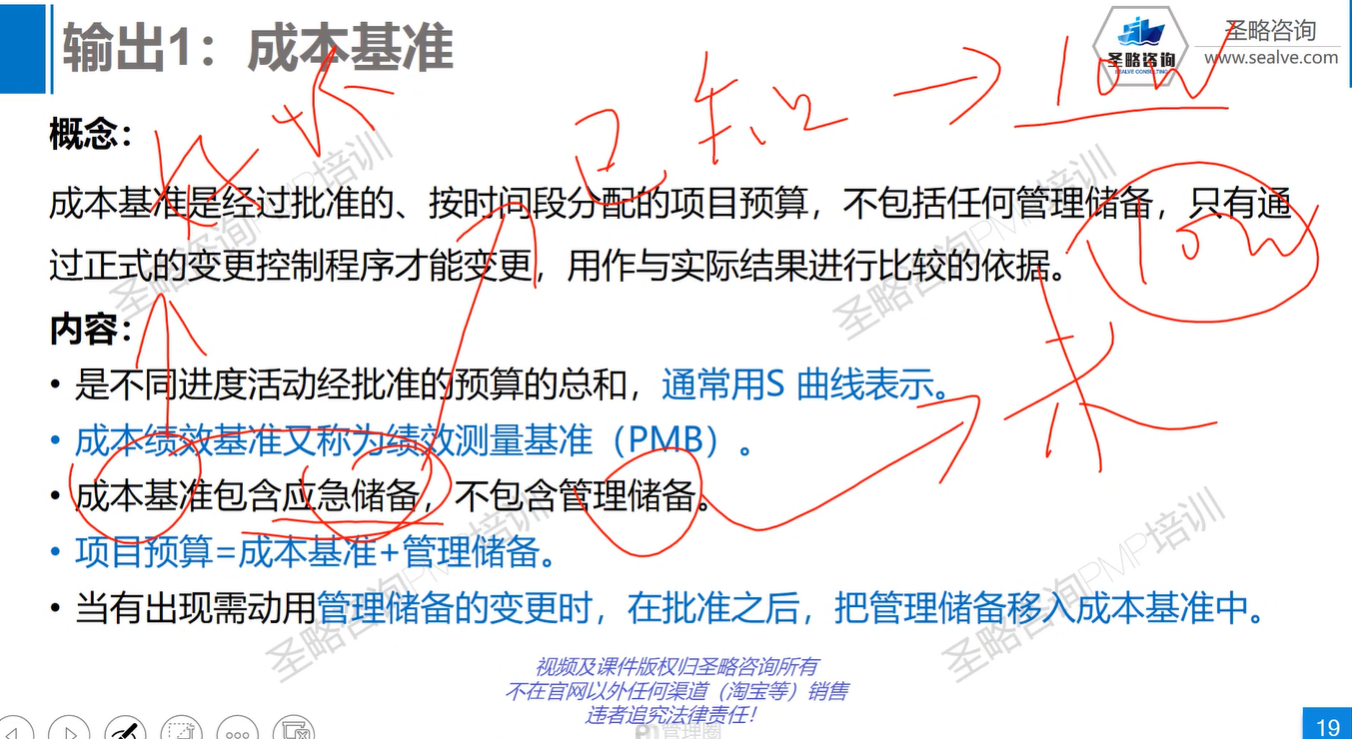 输出1：成本基准
圣略咨询
www.sealve.com
圣略咨询
SEALVE CONSULTING
已知 → 10W
概念：
成本基准是经过批准的、按时间段分配的项目预算，不包括任何管理储备，只有通
过正式的变更控制程序才能变更，用作与实际结果进行比较的依据。
10W
内容：
未
• 是不同进度活动经批准的预算的总和，通常用S 曲线表示。
• 成本绩效基准又称为绩效测量基准（PMB）。
• 成本基准包含应急储备，不包含管理储备。
• 项目预算=成本基准+管理储备。
• 当有出现需动用管理储备的变更时，在批准之后，把管理储备移入成本基准中。
圣略咨询PMP培训
圣略咨询PMP培训
圣略咨询PMP培训
圣略咨询PMP培训
视频及课件版权归圣略咨询所有
不在官网以外任何渠道（淘宝等）销售
违者追究法律责任！
管理圈
19